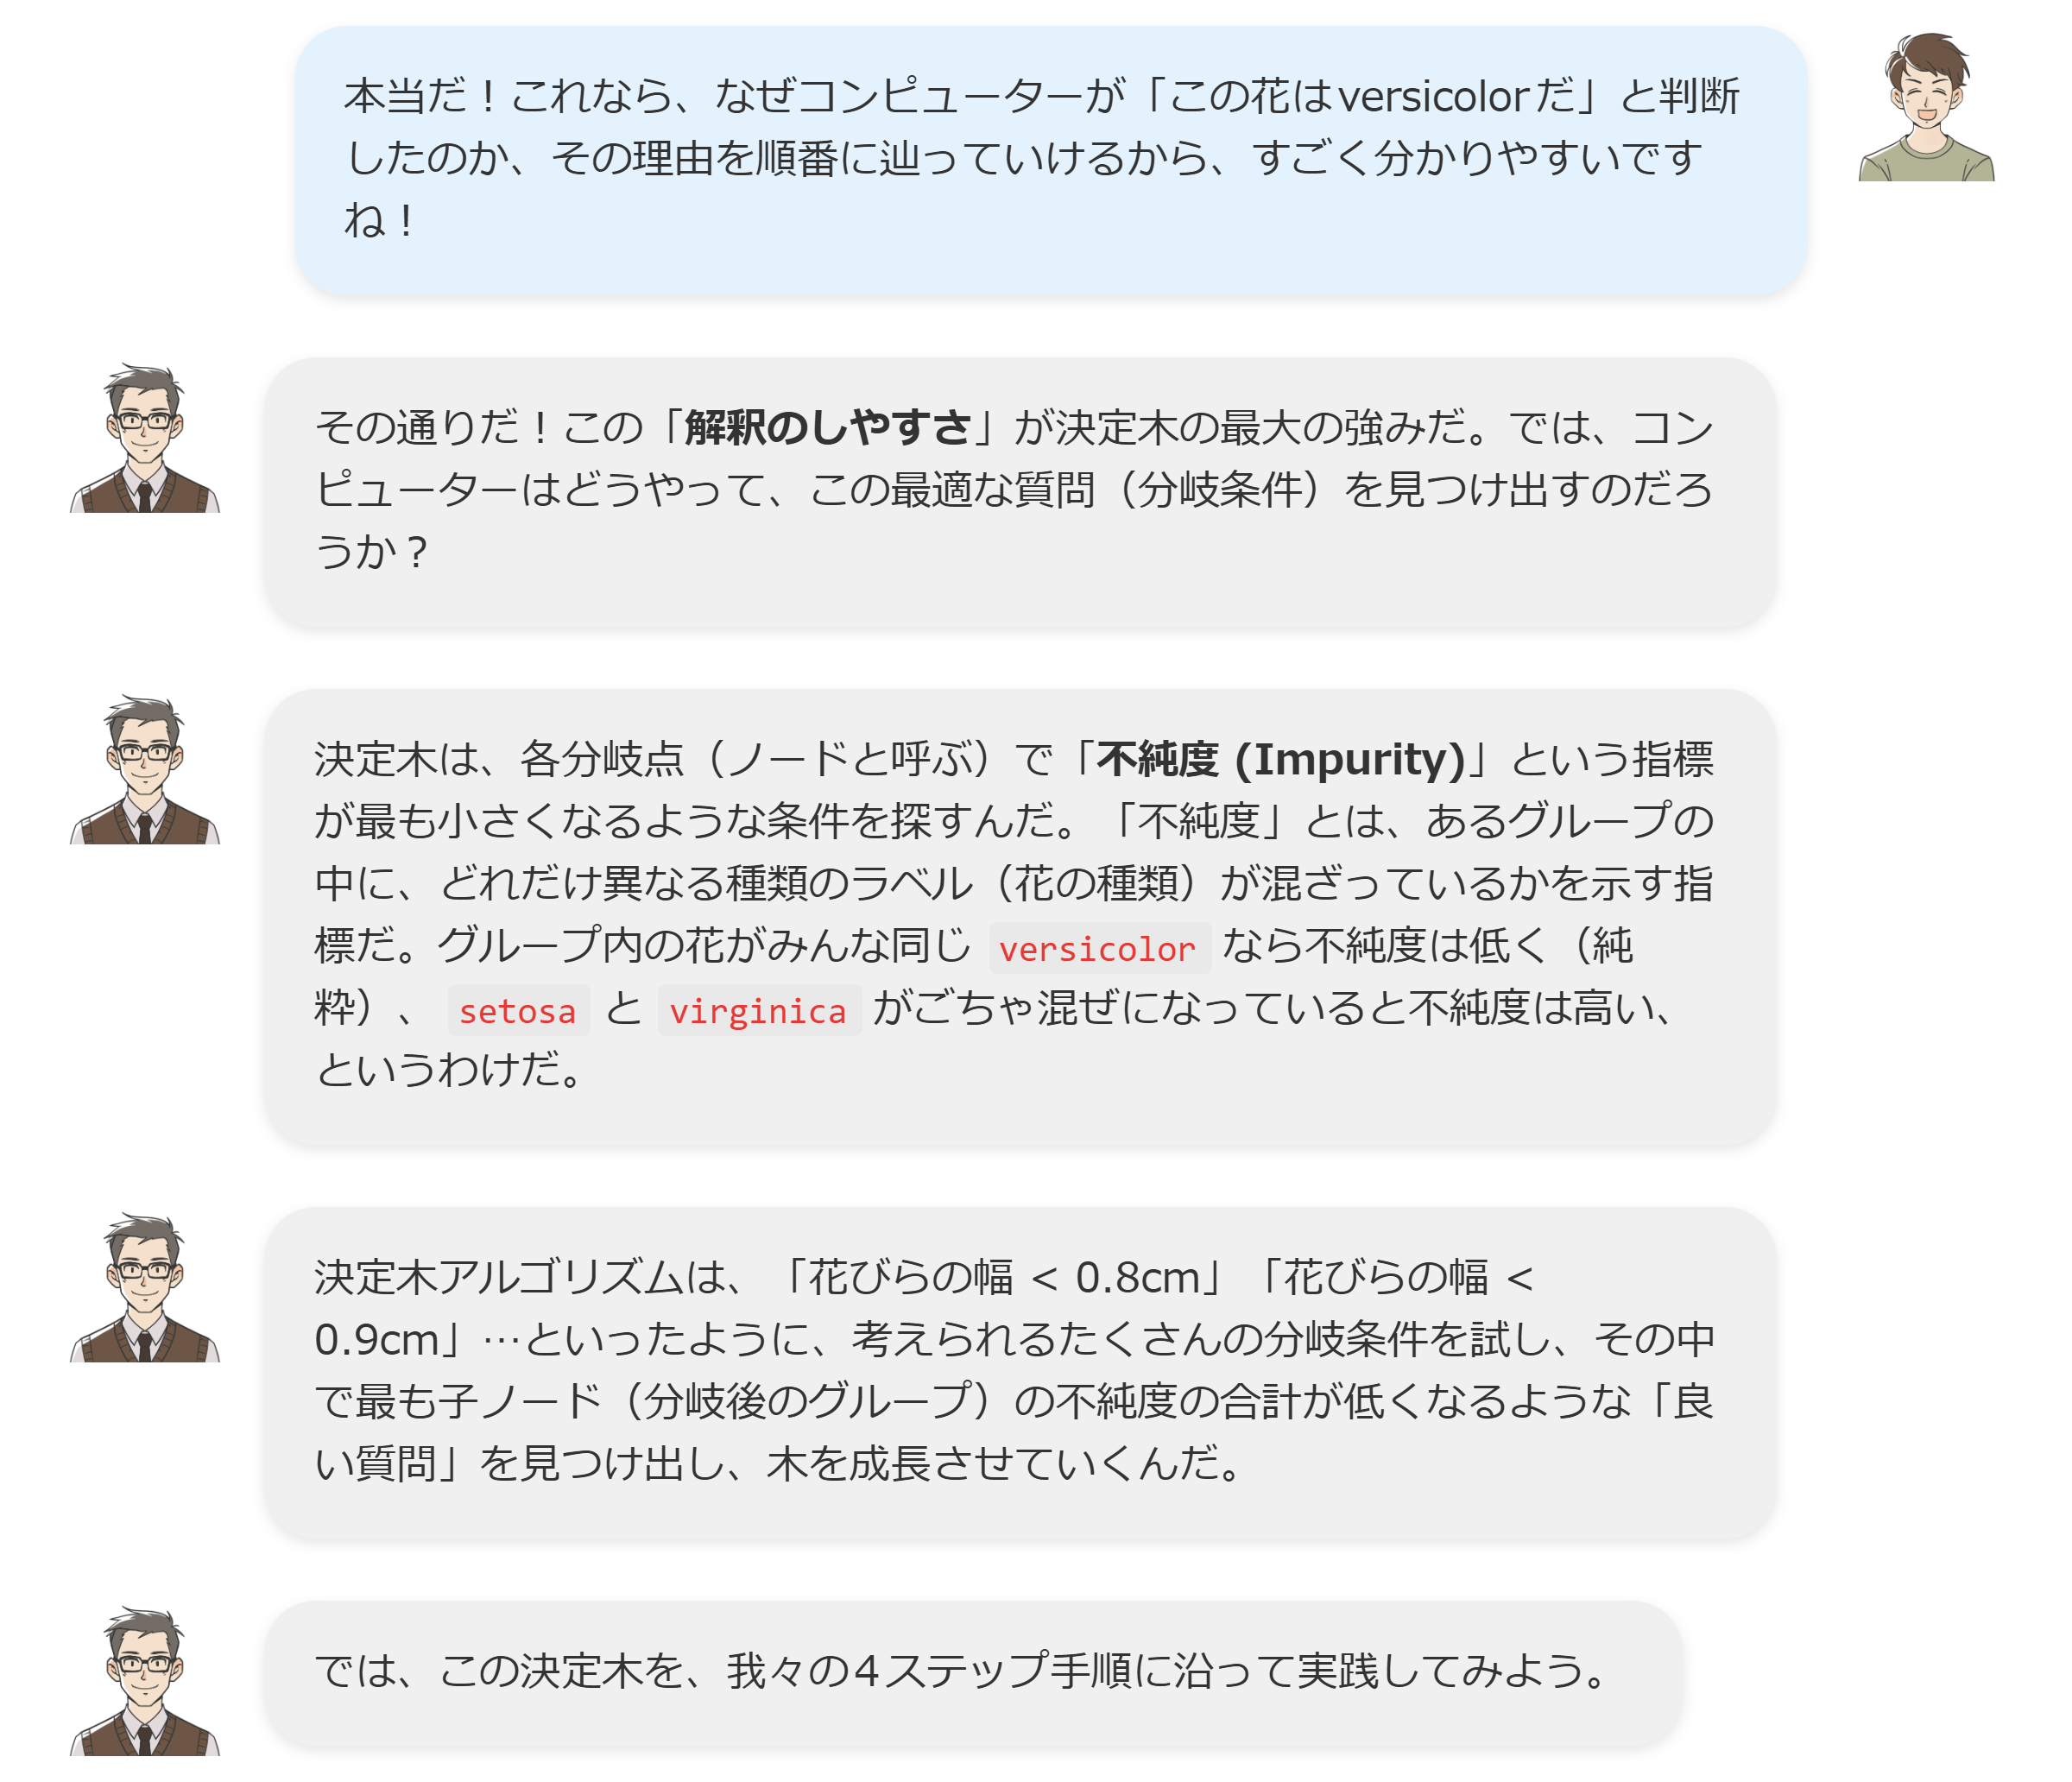 本当だ！これなら、なぜコンピューターが「この花はversicolorだ」と判断
したのか、その理由を順番に辿っていけるから、すごく分かりやすいです
ね！
その通りだ！この「解釈のしやすさ」が決定木の最大の強みだ。では、コン
ピューターはどうやって、この最適な質問（分岐条件）を見つけ出すのだろ
うか？
決定木は、各分岐点（ノードと呼ぶ）で「不純度 (Impurity)」という指標
が最も小さくなるような条件を探すんだ。「不純度」とは、あるグループの
中に、どれだけ異なる種類のラベル（花の種類）が混ざっているかを示す指
標だ。グループ内の花がみんな同じ versicolor なら不純度は低く（純
粋）、 setosa と virginica がごちゃ混ぜになっていると不純度は高い、
というわけだ。
決定木アルゴリズムは、「花びらの幅 < 0.8cm」「花びらの幅 <
0.9cm」…といったように、考えられるたくさんの分岐条件を試し、その中
で最も子ノード（分岐後のグループ）の不純度の合計が低くなるような「良
い質問」を見つけ出し、木を成長させていくんだ。
では、この決定木を、我々の4ステップ手順に沿って実践してみよう。